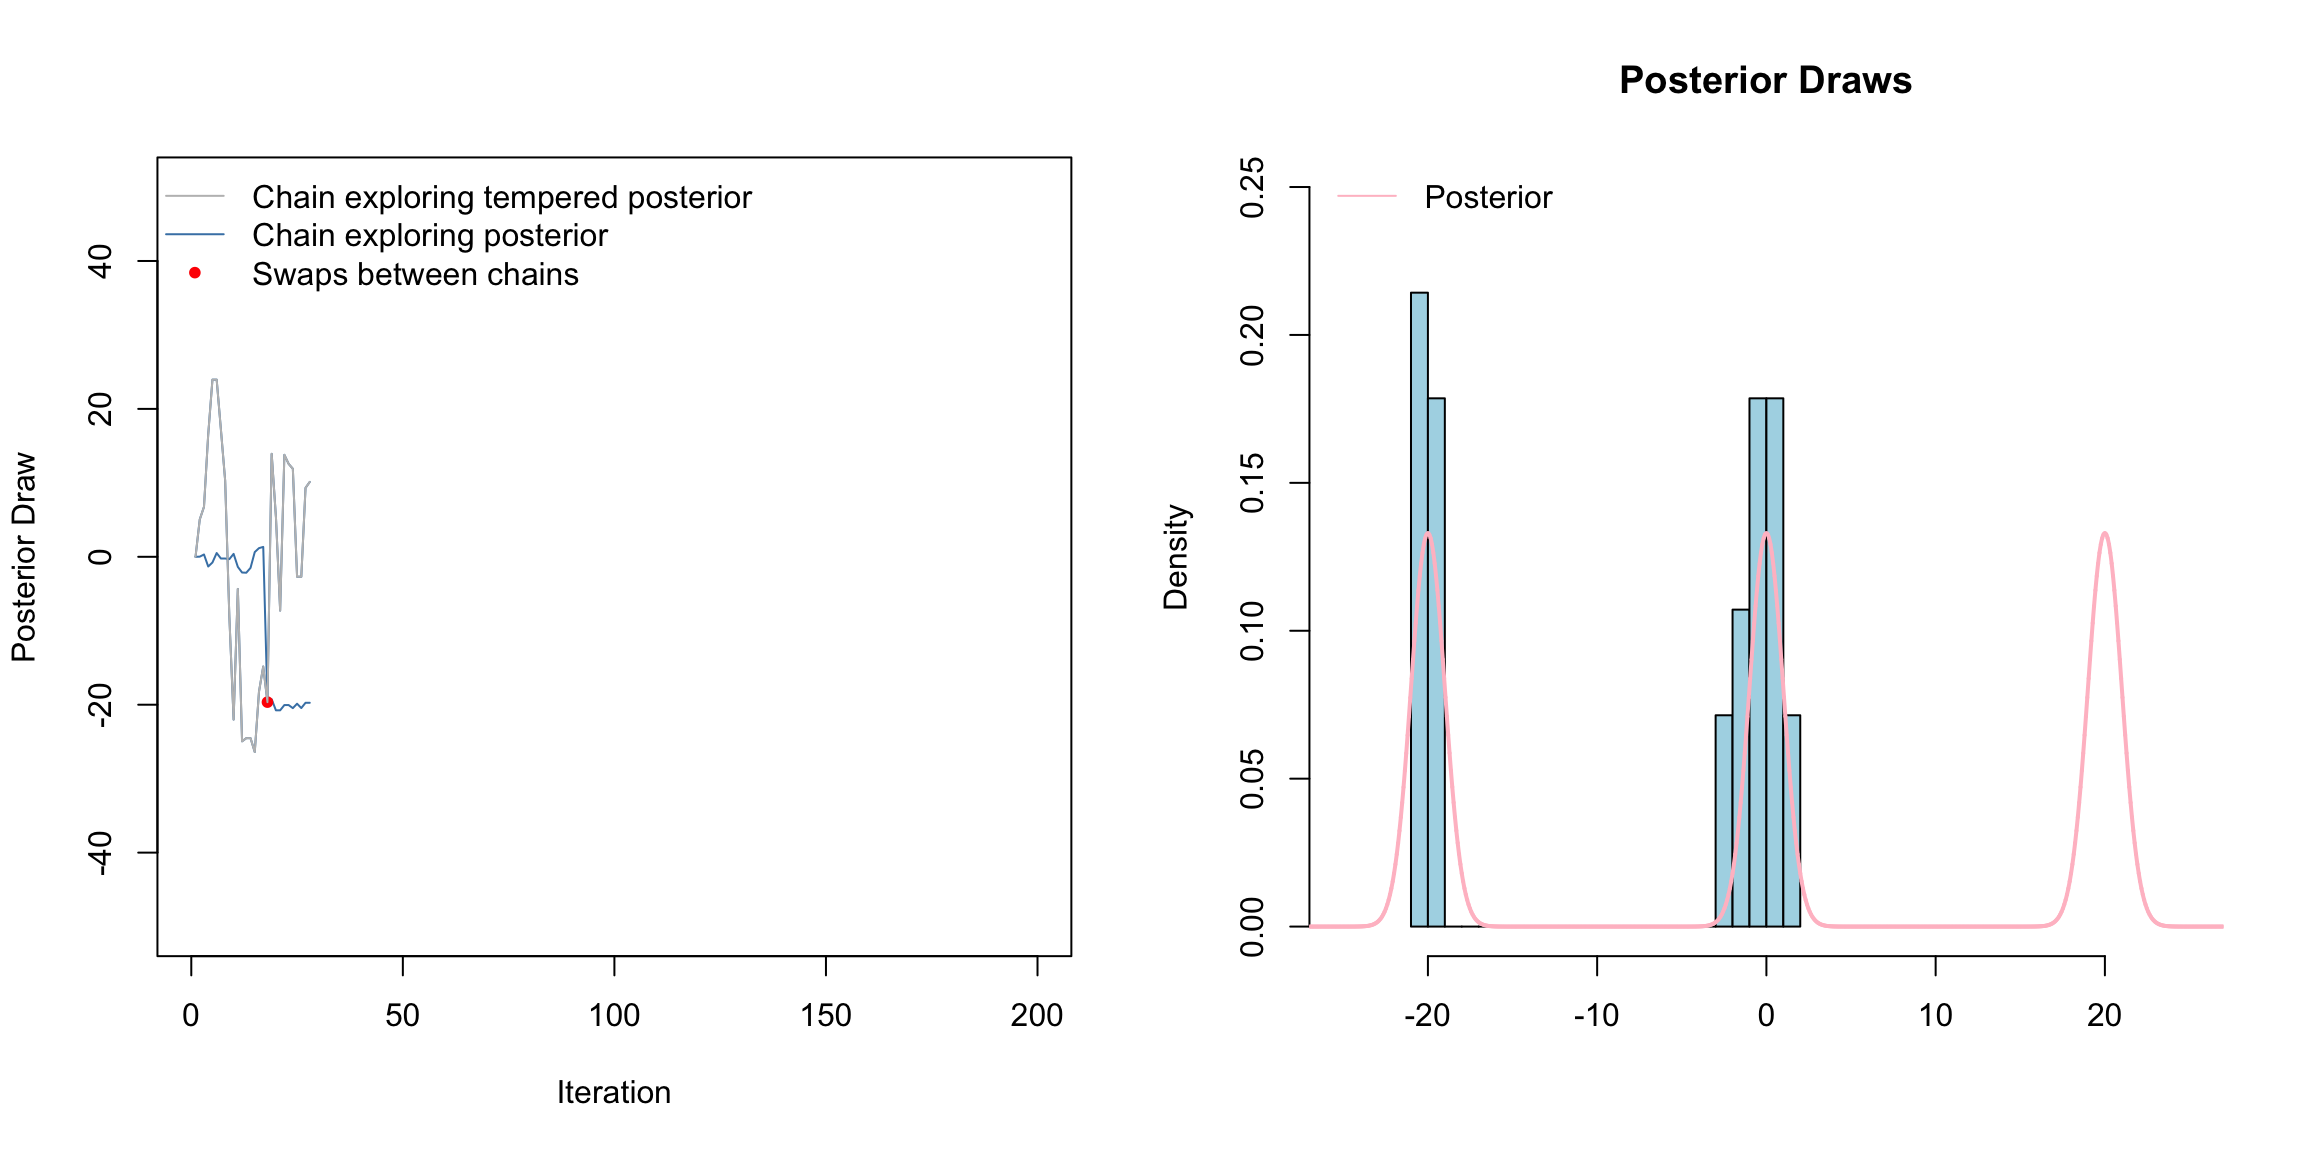 Chain exploring tempered posterior
Chain exploring posterior
Swaps between chains
Posterior Draw
40
20
0
-20
-40
0 50 100 150 200
Iteration
Posterior Draws
Posterior
Density
0.25
0.20
0.15
0.10
0.05
0.00
-20 -10 0 10 20